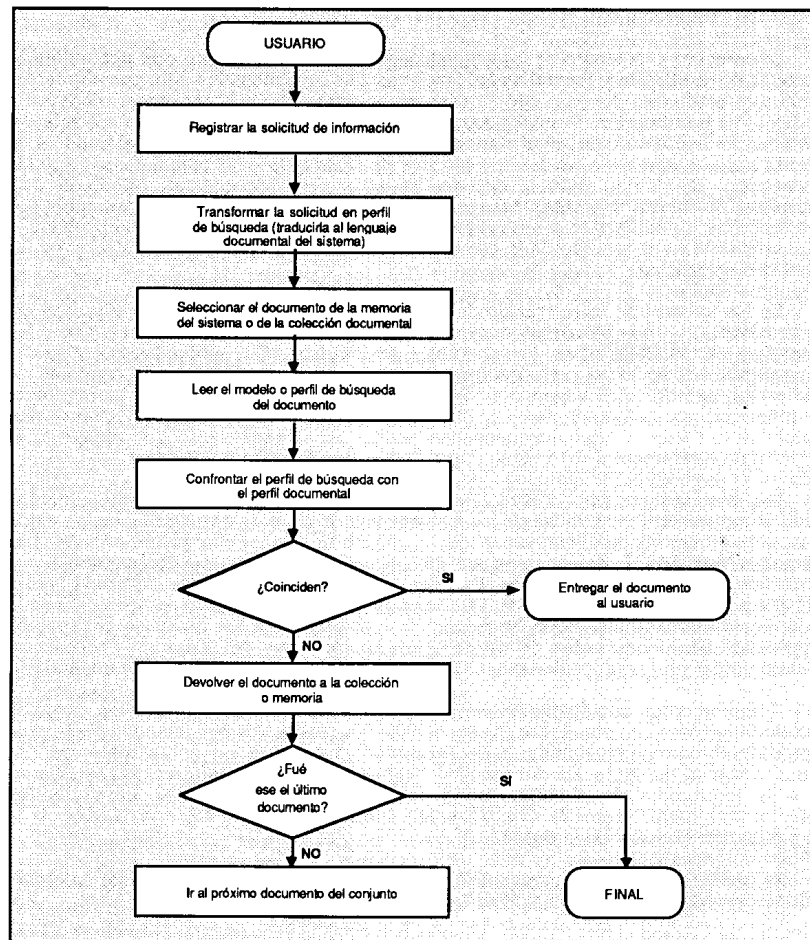 USUARIO
Registrar la solicitud de información
Transformar la solicitud en perfil
de búsqueda (traducirla al lenguaje
documental del sistema)
Seleccionar el documento de la memoria
del sistema o de la colección documental
Leer el modelo o perfil de búsqueda
del documento
Confrontar el perfil de búsqueda con
el perfil documental
¿Coinciden?
SI
Entregar el documento
al usuario
NO
Devolver el documento a la colección
o memoria
¿Fué
ese el último
documento?
SI
NO
Ir al próximo documento del conjunto
FINAL